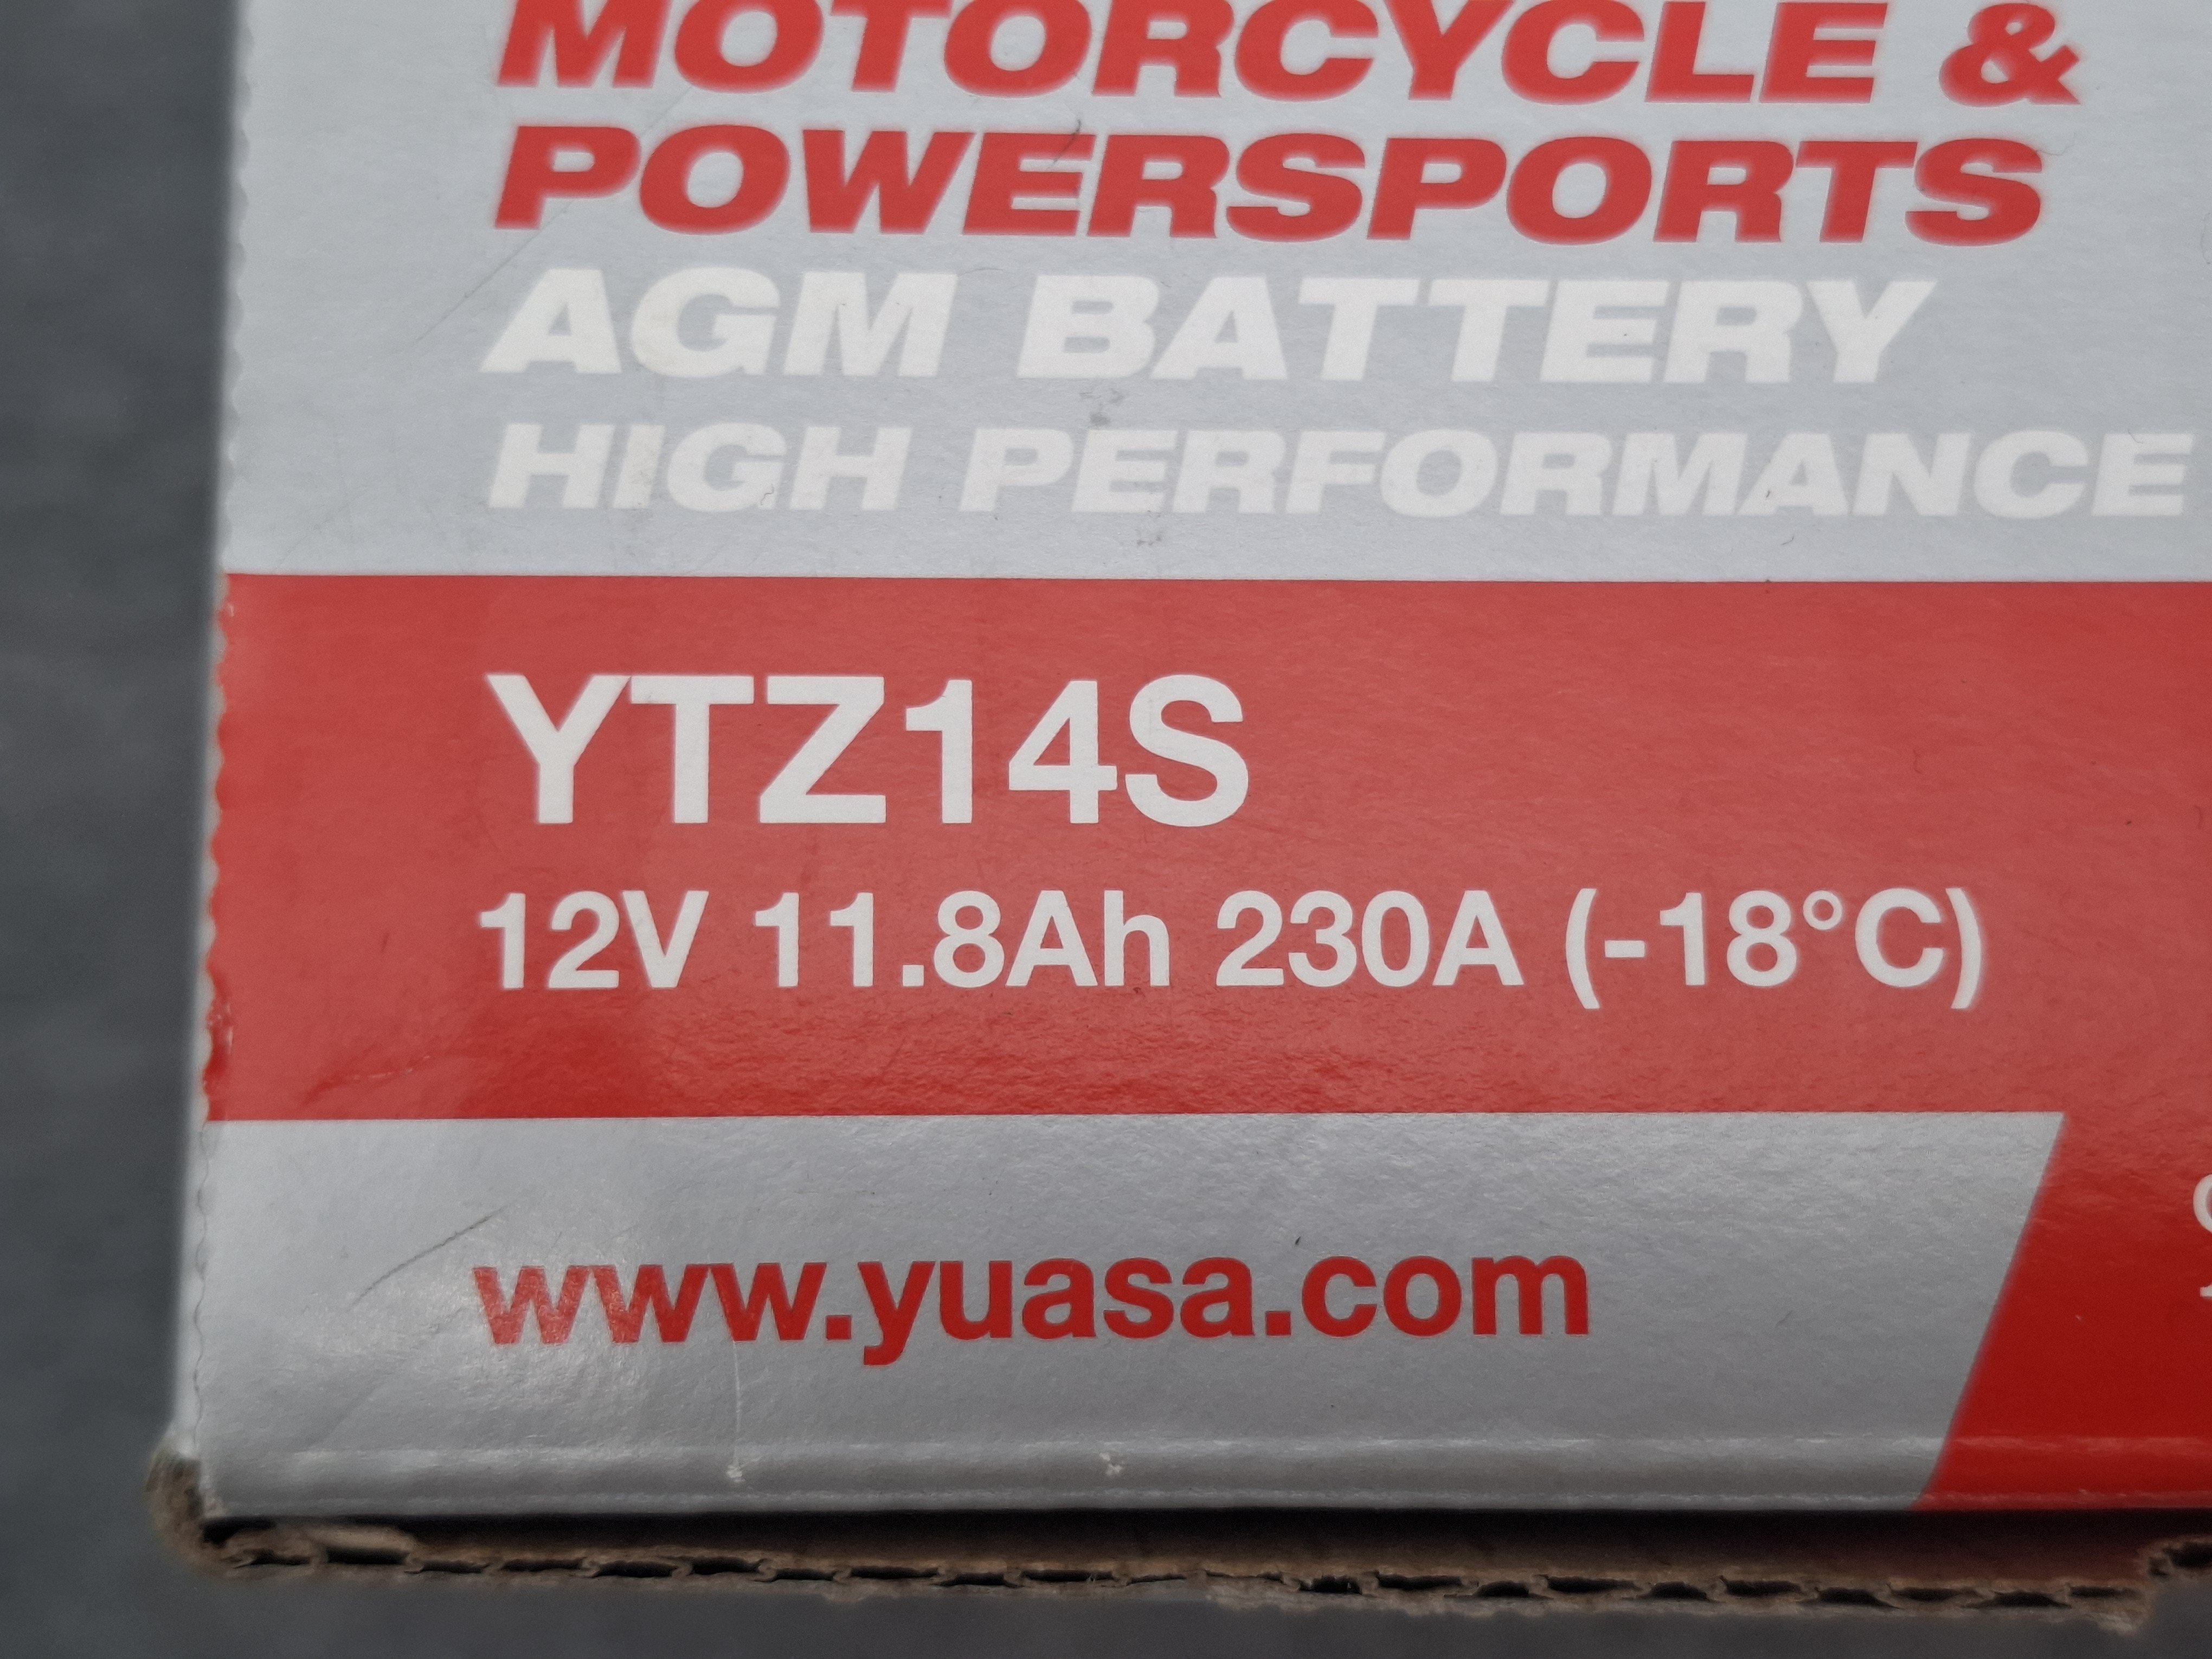 MOTORCYCLE &
POWERSPORTS
AGM BATTERY
HIGH PERFORMANCE
YTZ14S
12V 11.8Ah 230A (-18°C)
www.yuasa.com